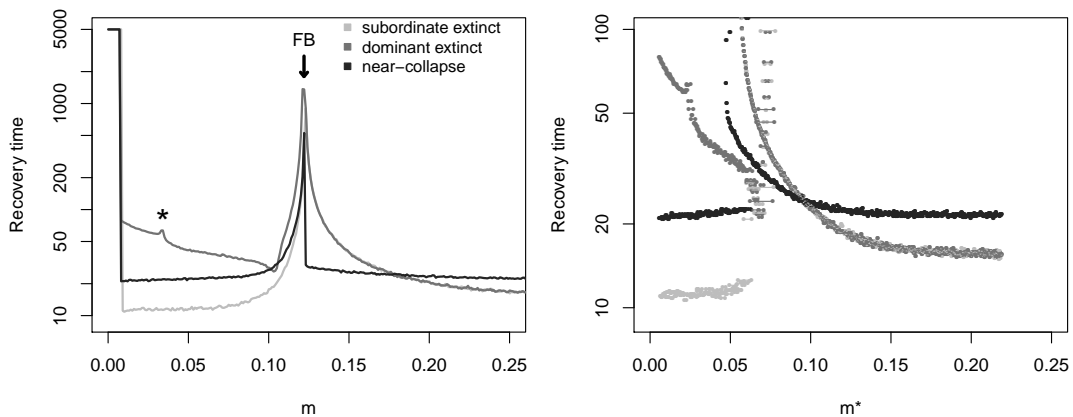 subordinate extinct
dominant extinct
near−collapse
FB
*
Recovery time
5000
1000
200
50
10
0.00 0.05 0.10 0.15 0.20 0.25
m
Recovery time
100
50
20
10
0.00 0.05 0.10 0.15 0.20 0.25
m*